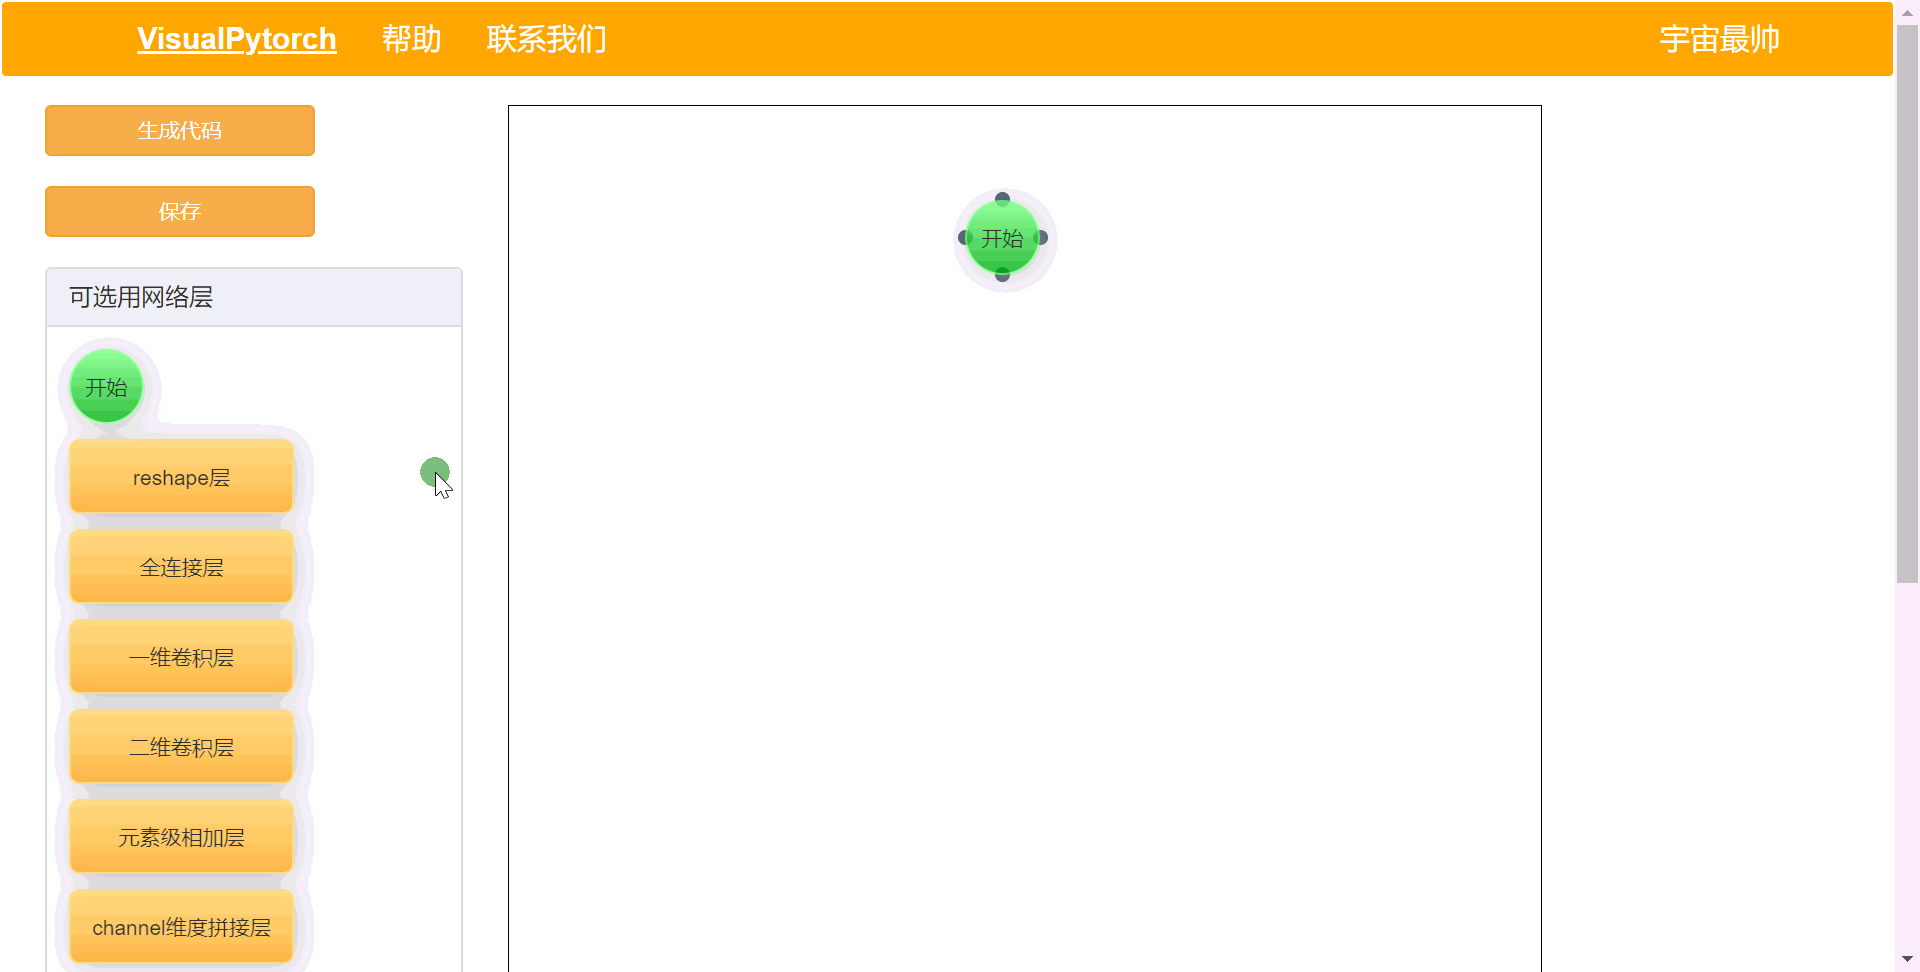 VisualPytorch 帮助 联系我们 宇宙最帅
生成代码
保存
可选用网络层
开始
reshape层
全连接层
一维卷积层
二维卷积层
元素级相加层
channel维度拼接层
开始